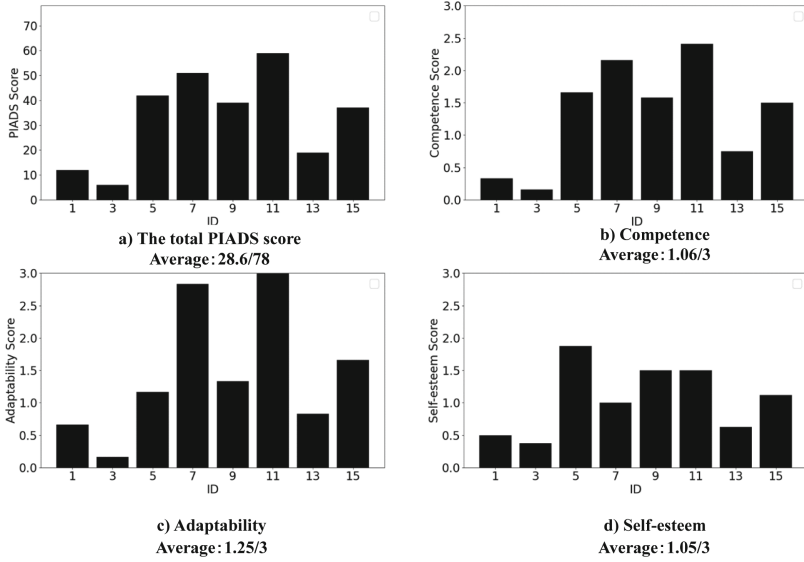 PIADS Score
70
60
50
40
30
20
10
0
1 3 5 7 9 11 13 15
ID
a) The total PIADS score
Average: 28.6/78
Competence Score
3.0
2.5
2.0
1.5
1.0
0.5
0.0
1 3 5 7 9 11 13 15
ID
b) Competence
Average: 1.06/3
Adaptability Score
3.0
2.5
2.0
1.5
1.0
0.5
0.0
1 3 5 7 9 11 13 15
ID
c) Adaptability
Average: 1.25/3
Self-esteem Score
3.0
2.5
2.0
1.5
1.0
0.5
0.0
1 3 5 7 9 11 13 15
ID
d) Self-esteem
Average: 1.05/3